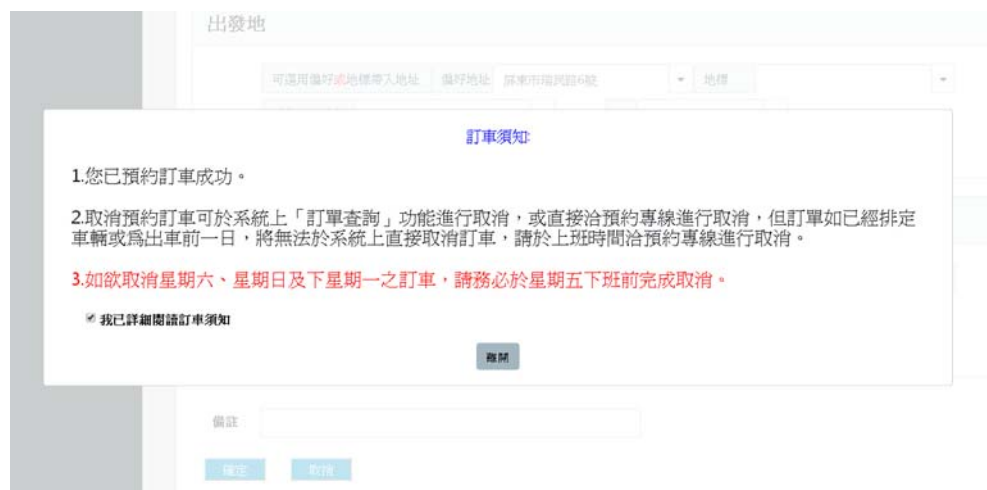 出發地
可選用偏好或地標帶入地址 偏好地址 屏東市瑞民路6號 地標
訂車須知:
1.您已預約訂車成功。
2.取消預約訂車可於系統上「訂單查詢」功能進行取消,或直接洽預約專線進行取消,但訂單如已經排定
車輛或為出車前一日,將無法於系統上直接取消訂車,請於上班時間洽預約專線進行取消。
3.如欲取消星期六、星期日及下星期一之訂車,請務必於星期五下班前完成取消。
我已詳細閱讀訂車須知
離開
備註
確定 取消